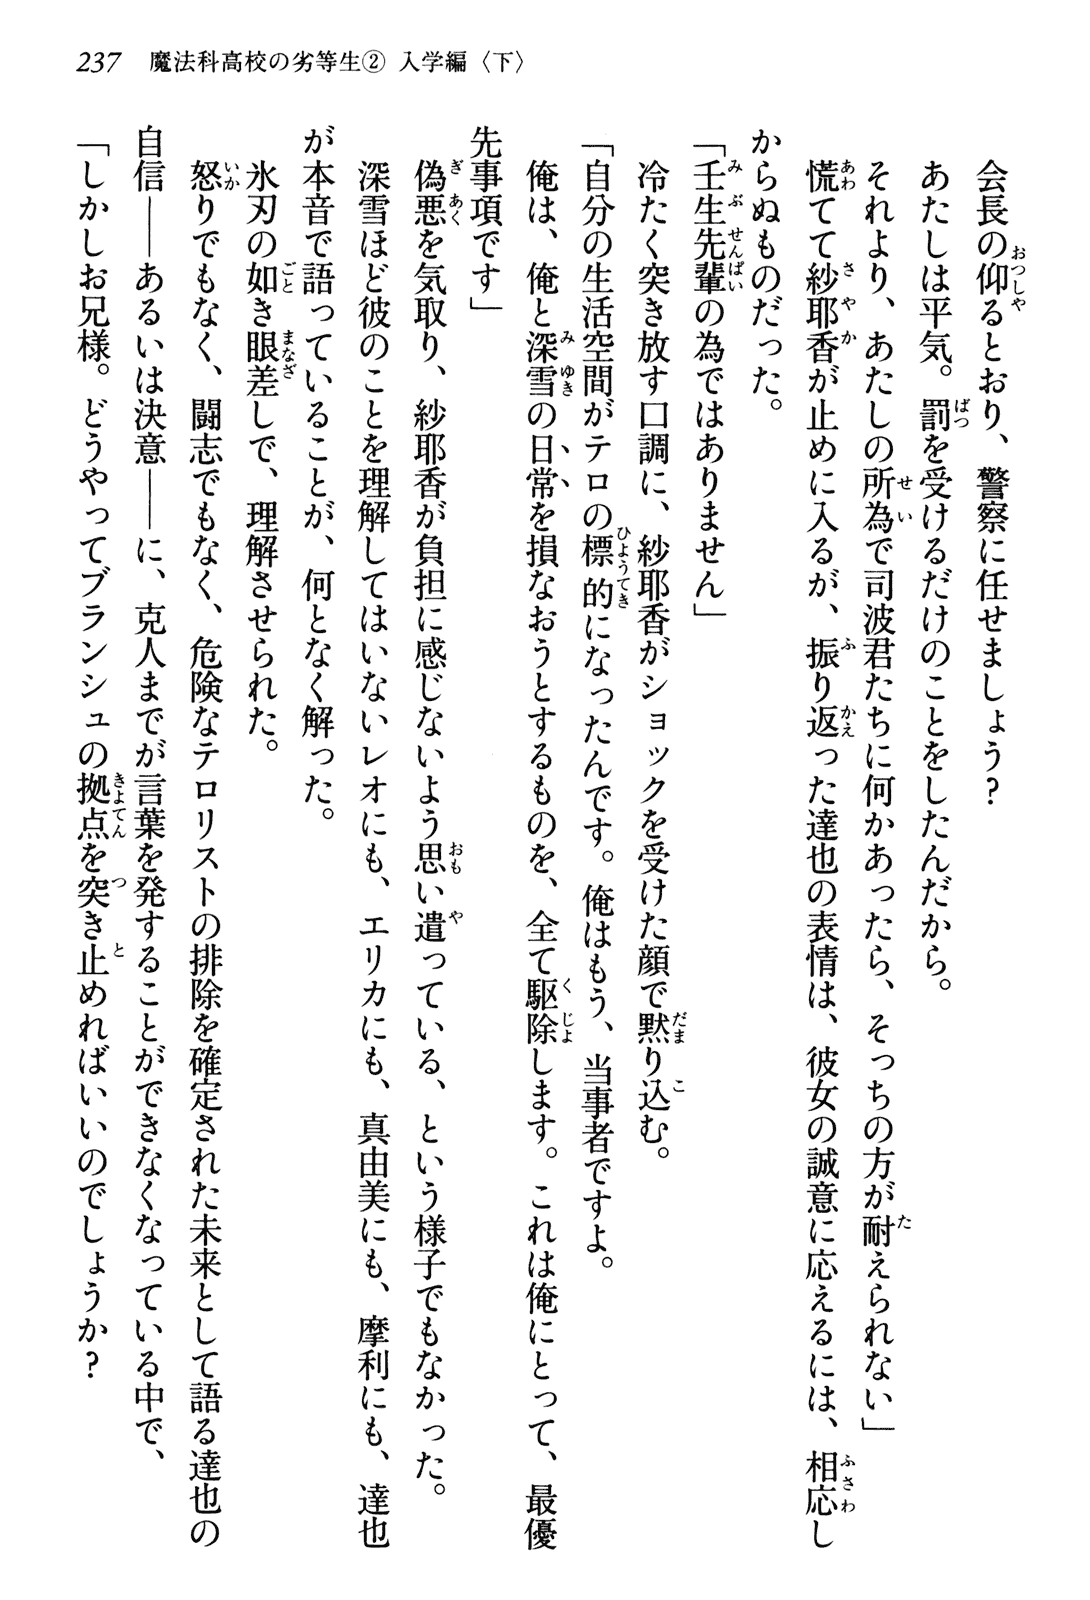 237 魔法科高校の劣等生② 入学編〈下〉
会長の仰るとおり、警察に任せましょう？
あたしは平気。罰を受けるだけのことをしたんだから。
それより、あたしの所為で司波君たちに何かあったら、そっちの方が耐えられない」
慌てて紗耶香が止めに入るが、振り返った達也の表情は、彼女の誠意に応えるには、相応し
からぬものだった。
「壬生先輩の為ではありません」
冷たく突き放す口調に、紗耶香がショックを受けた顔で黙り込む。
「自分の生活空間がテロの標的になったんです。俺はもう、当事者ですよ。
俺は、俺と深雪の日常を損なおうとするものを、全て駆除します。これは俺にとって、最優
先事項です」
偽悪を気取り、紗耶香が負担に感じないよう思い遣っている、という様子でもなかった。
深雪ほど彼のことを理解してはいないレオにも、エリカにも、真由美にも、摩利にも、達也
が本音で語っていることが、何となく解った。
氷刃の如き眼差しで、理解させられた。
怒りでもなく、闘志でもなく、危険なテロリストの排除を確定された未来として語る達也の
自信――あるいは決意――に、克人までが言葉を発することができなくなっている中で、
「しかしお兄様。どうやってブランシュの拠点を突き止めればいいのでしょうか？